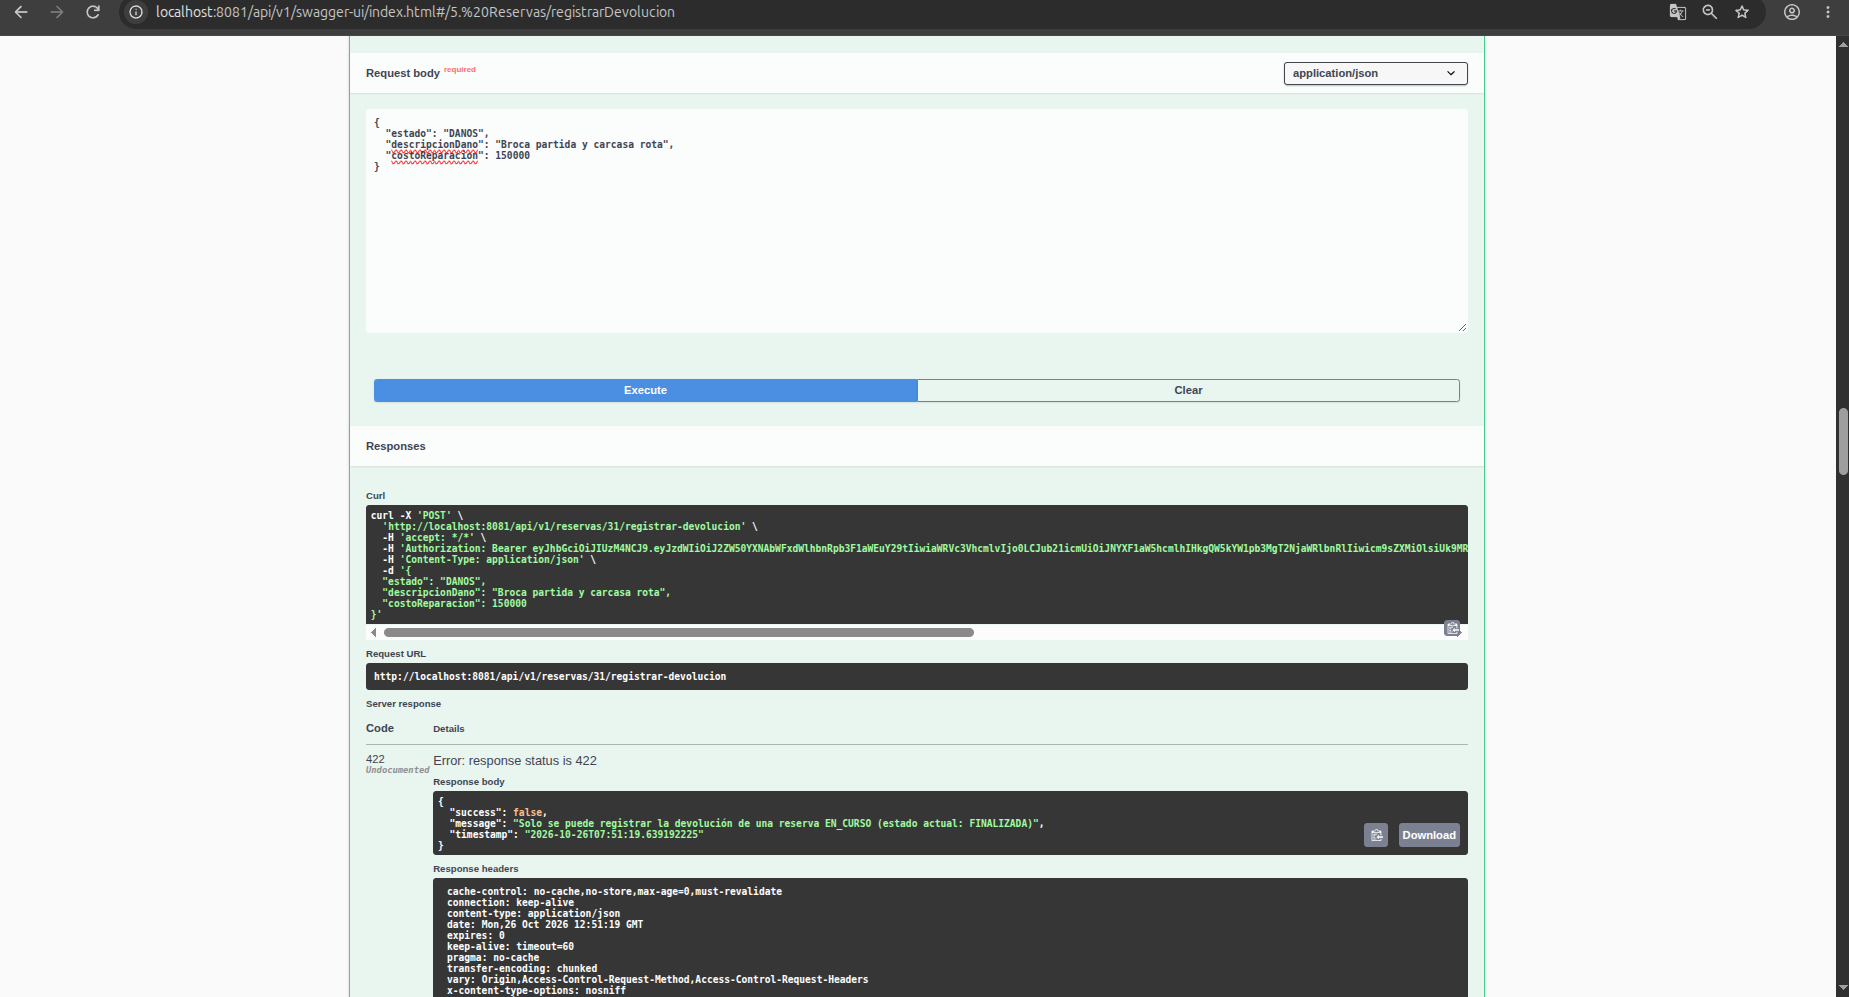 localhost:8081/api/v1/swagger-ui/index.html#/5.%20Reservas/registrarDevolucion
Request body required
application/json
{
"estado": "DANOS",
"descripcionDano": "Broca partida y carcasa rota",
"costoReparacion": 150000
}
Execute
Clear
Responses
Curl
curl -X 'POST' \
'http://localhost:8081/api/v1/reservas/31/registrar-devolucion' \
-H 'accept: */*' \
-H 'Authorization: Bearer
-H 'Content-Type: application/json' \
-d '{
"estado": "DANOS",
"descripcionDano": "Broca partida y carcasa rota",
"costoReparacion": 150000
}'
Request URL
http://localhost:8081/api/v1/reservas/31/registrar-devolucion
Server response
Code
Details
422
Undocumented
Error: response status is 422
Response body
{
"success": false,
"message": "Solo se puede registrar la devolución de una reserva EN_CURSO (estado actual: FINALIZADA)",
"timestamp": "2026-10-26T07:51:19.639192225"
}
Download
Response headers
cache-control: no-cache,no-store,max-age=0,must-revalidate
connection: keep-alive
content-type: application/json
date: Mon,26 Oct 2026 12:51:19 GMT
expires: 0
keep-alive: timeout=60
pragma: no-cache
transfer-encoding: chunked
vary: Origin,Access-Control-Request-Method,Access-Control-Request-Headers
x-content-type-options: nosniff